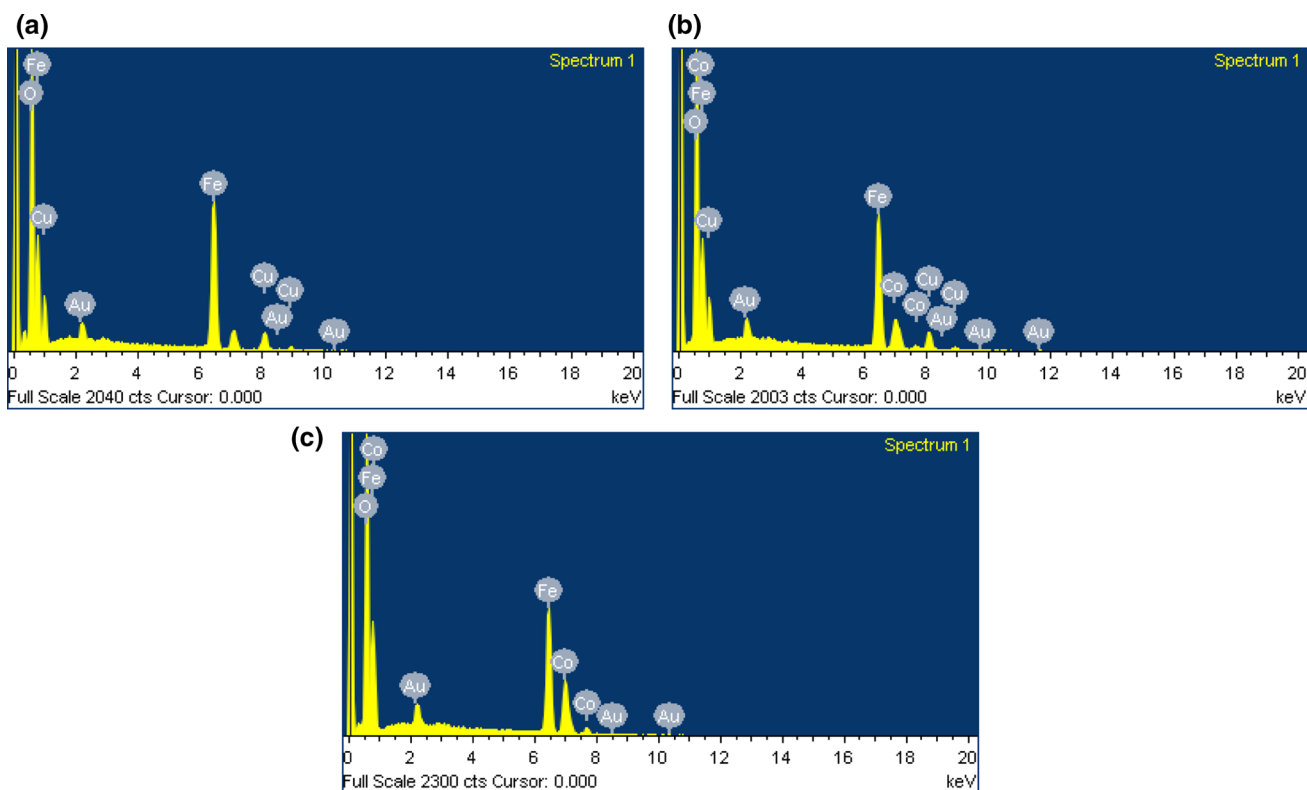 (a)
Spectrum 1
Fe
O
Cu
Au
Fe
Cu
Cu
Au
Au
0 2 4 6 8 10 12 14 16 18 20
Full Scale 2040 cts Cursor: 0.000 keV
(b)
Spectrum 1
Co
Fe
O
Cu
Au
Fe
Co
Co
Cu
Cu
Au
Au
Au
0 2 4 6 8 10 12 14 16 18 20
Full Scale 2003 cts Cursor: 0.000 keV
(c)
Spectrum 1
Co
Fe
O
Au
Fe
Co
Co
Au
Au
0 2 4 6 8 10 12 14 16 18 20
Full Scale 2300 cts Cursor: 0.000 keV